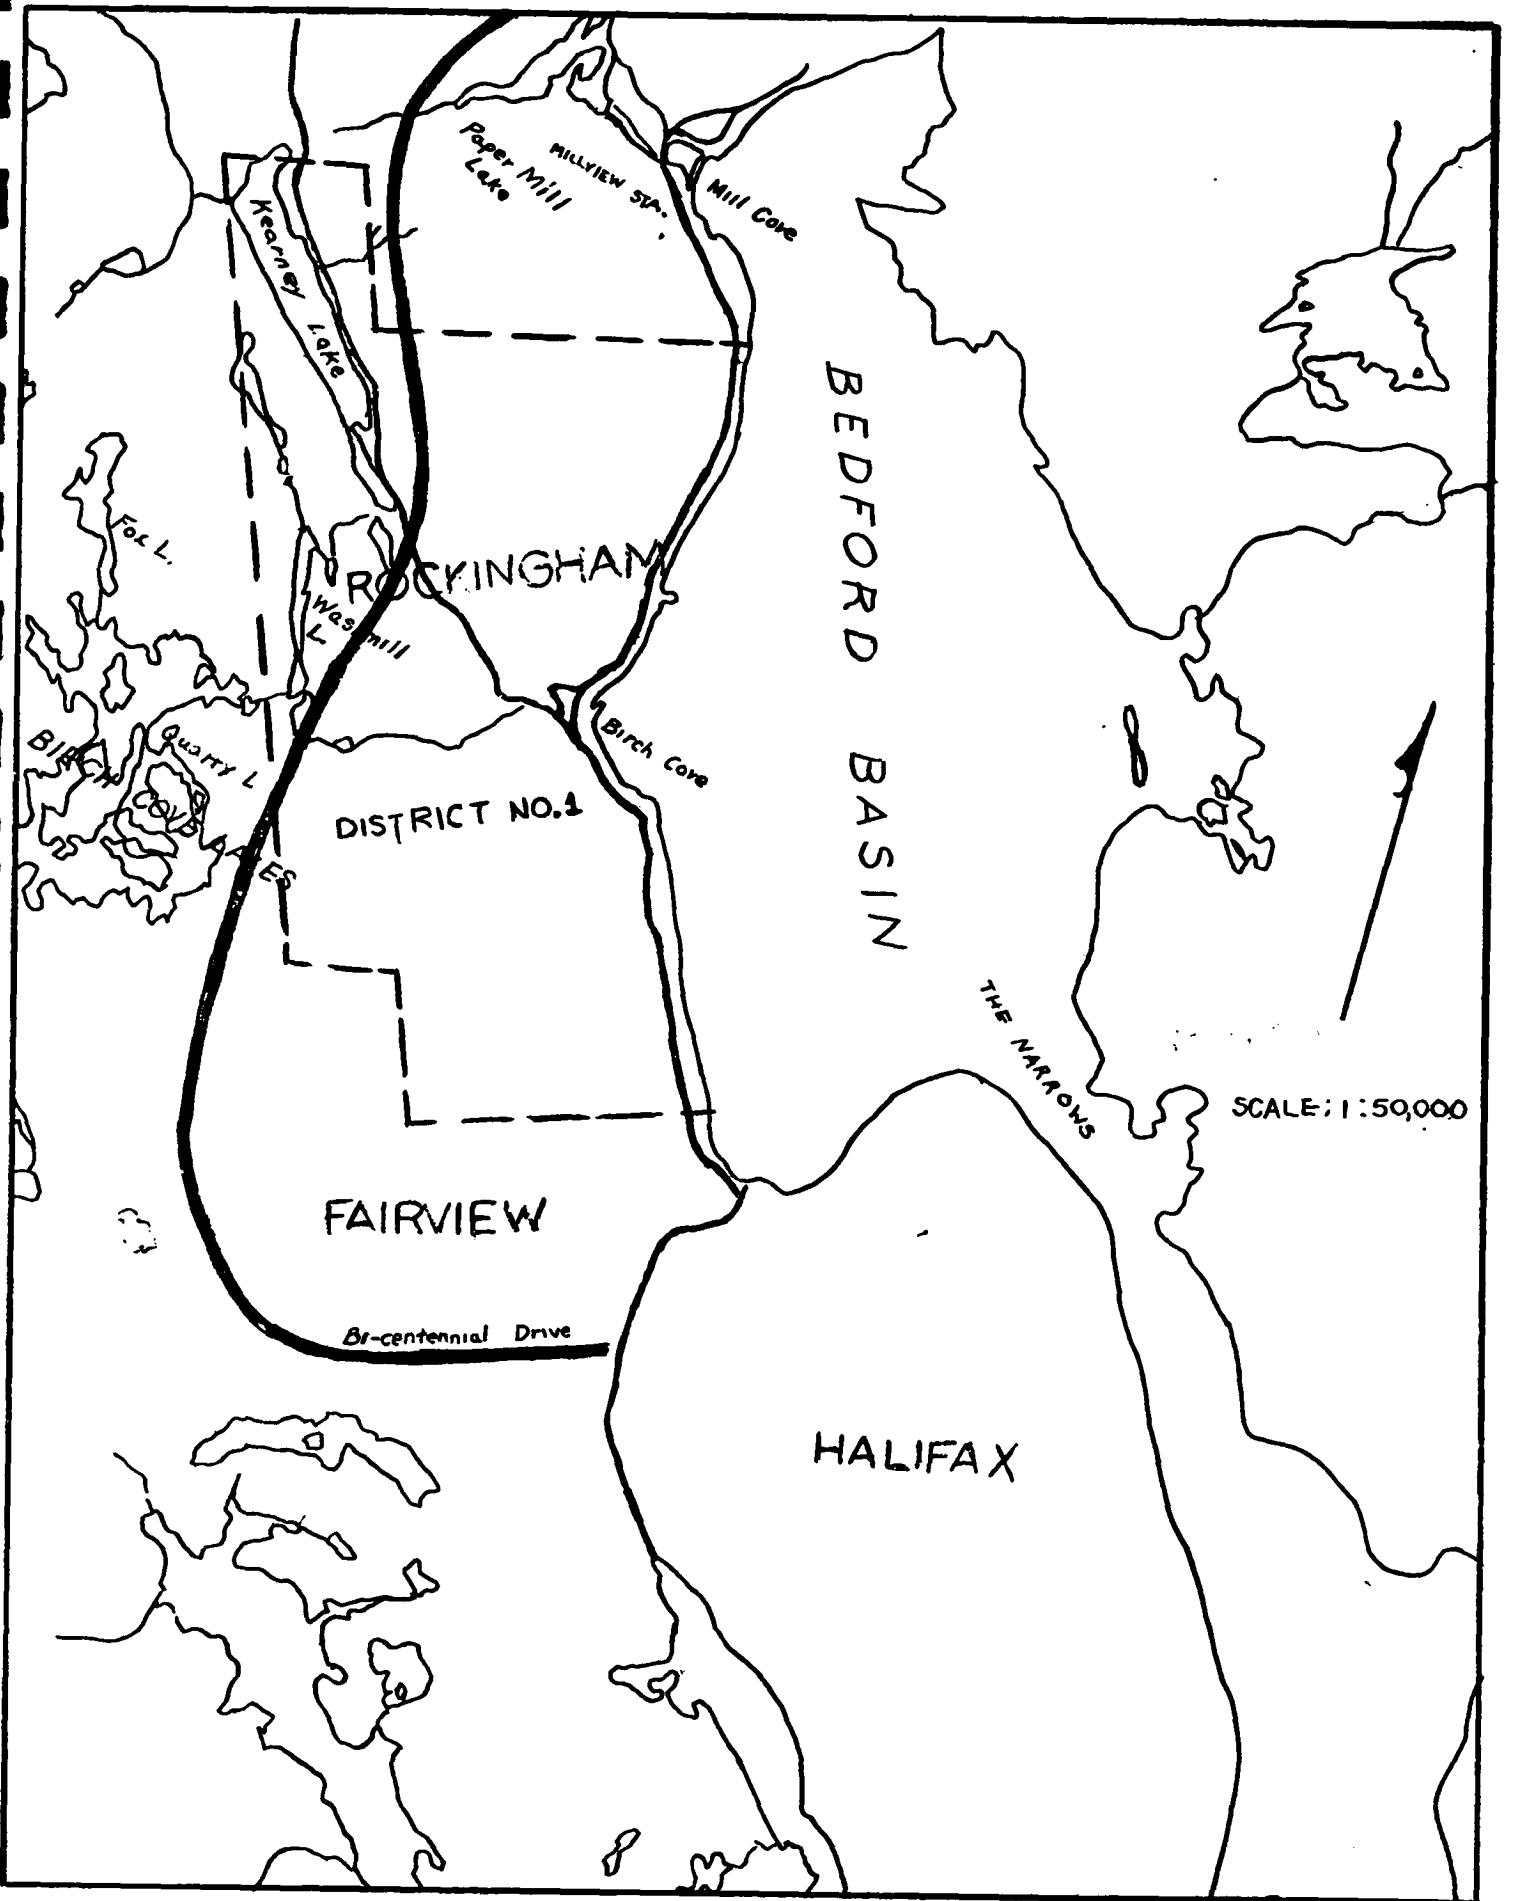 Paper Mill
Lake
MILLVIEW STA.
Mill Cove
Kearney Lake
BEDFORD BASIN
Fox L.
ROCKINGHAM
Washmill
L.
Birch Cove
BIRCH
COVE
LAKES
Quarry L
DISTRICT NO.1
THE NARROWS
SCALE: 1:50,000
FAIRVIEW
Bi-centennial Drive
HALIFAX